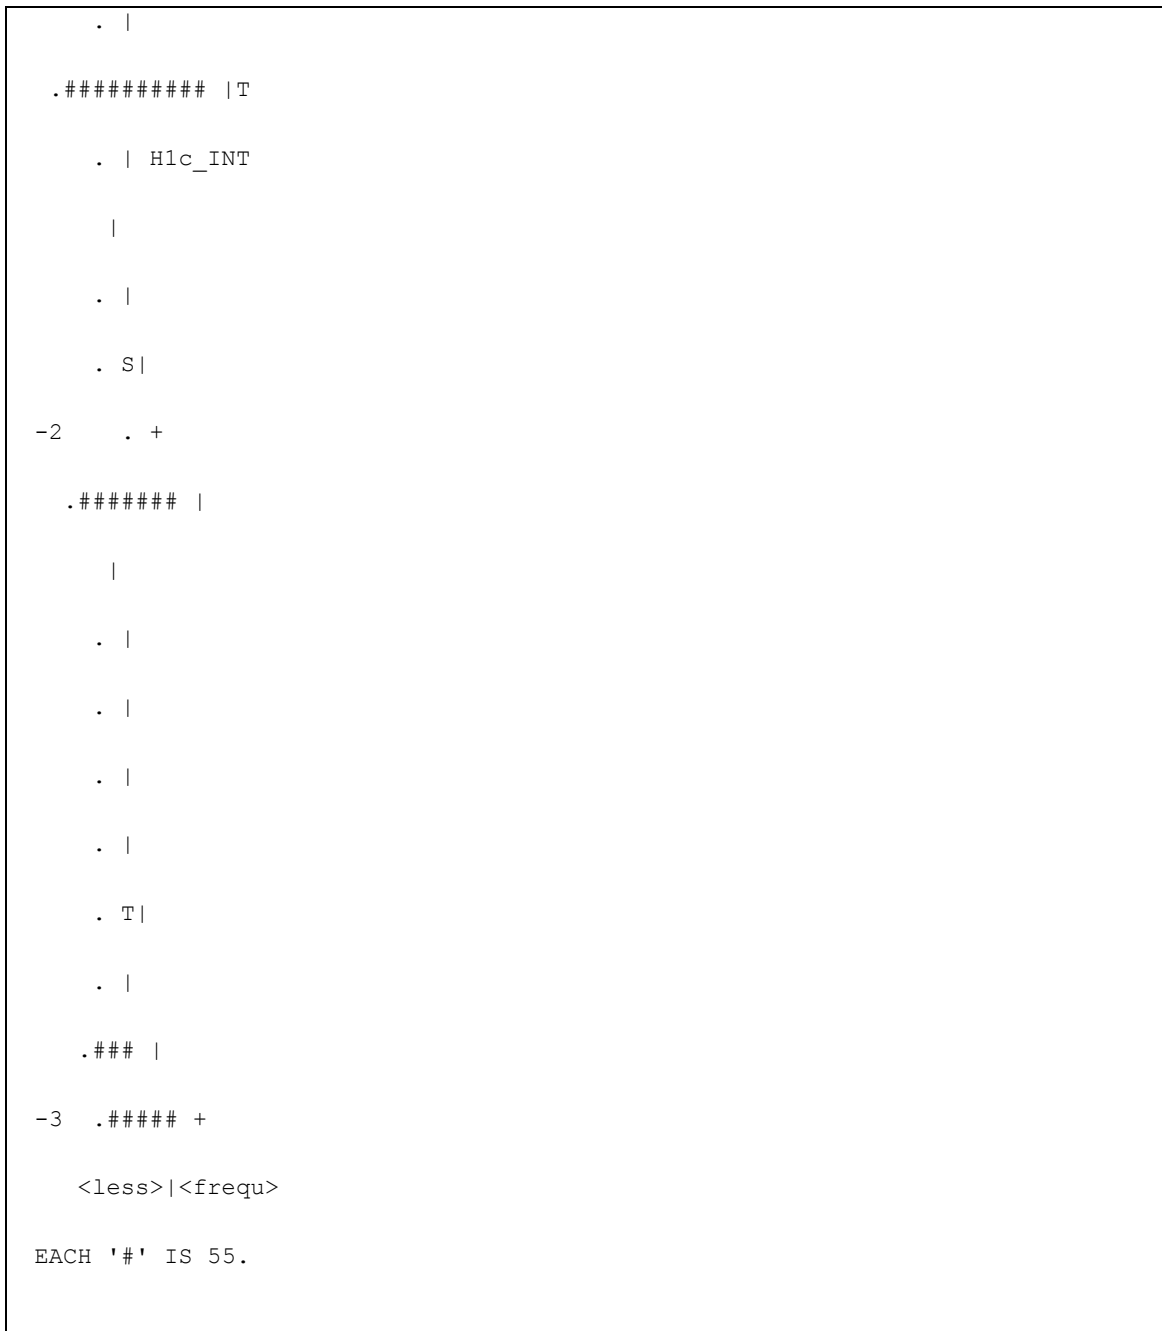 . |
.########## |T
. | H1c_INT
|
. |
. S|
-2     . +
.####### |
|
. |
. |
. |
. |
. T|
. |
.### |
-3  .##### +
<less>|<frequ>
EACH '#' IS 55.